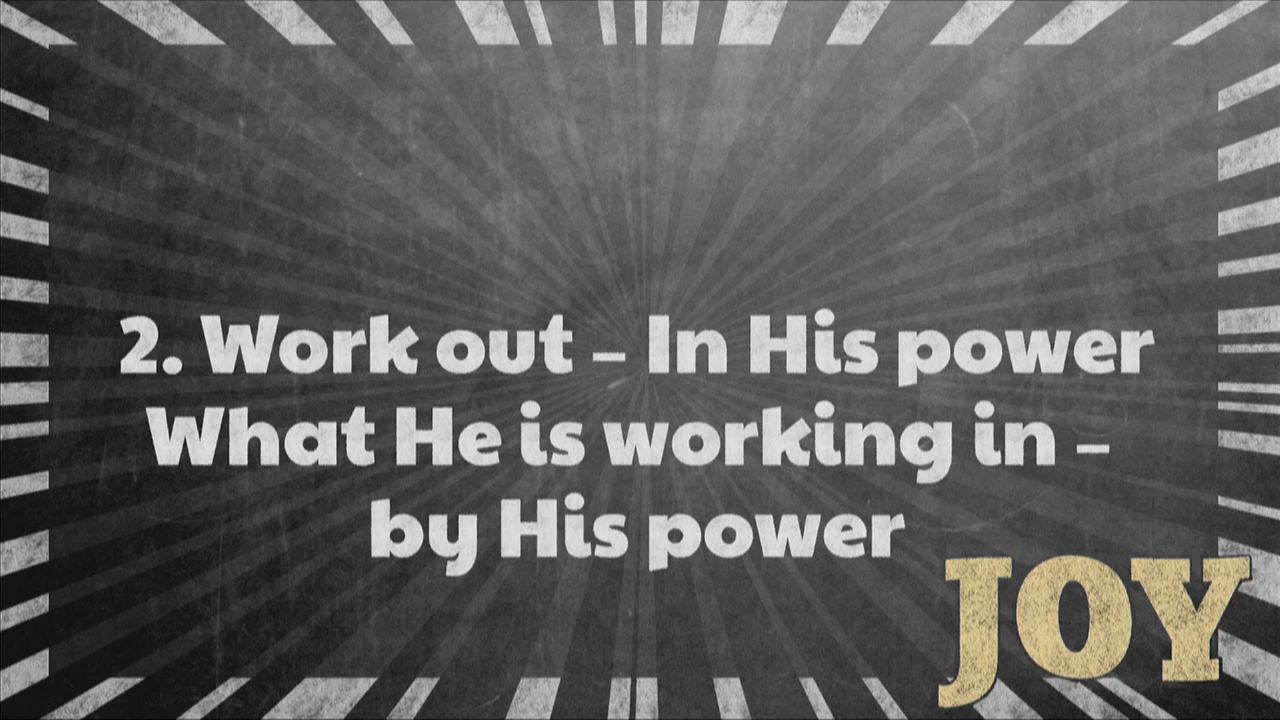 2. Work out – In His power
What He is working in –
by His power
JOY